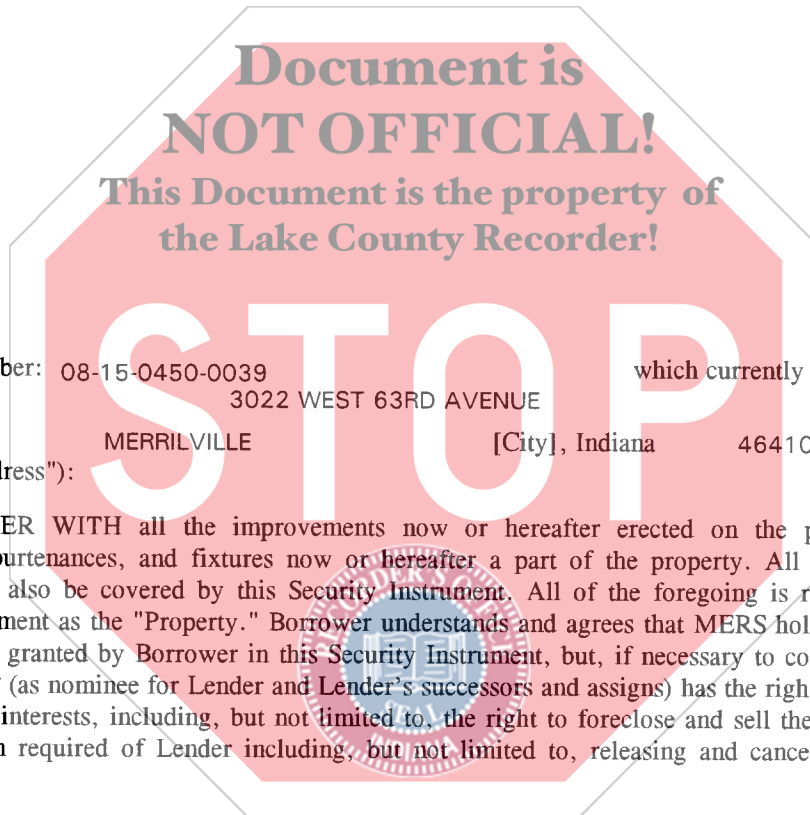 Document is
NOT OFFICIAL!
This Document is the property of
the Lake County Recorder!
STOP
ber: 08-15-0450-0039 which currently
3022 WEST 63RD AVENUE
MERRILVILLE [City], Indiana 46410
ress"):
ER WITH all the improvements now or hereafter erected on the p
urtenances, and fixtures now or hereafter a part of the property. All
also be covered by this Security Instrument. All of the foregoing is r
ment as the "Property." Borrower understands and agrees that MERS hol
granted by Borrower in this Security Instrument, but, if necessary to co
(as nominee for Lender and Lender's successors and assigns) has the righ
interests, including, but not limited to, the right to foreclose and sell the
n required of Lender including, but not limited to, releasing and cance
SEAL